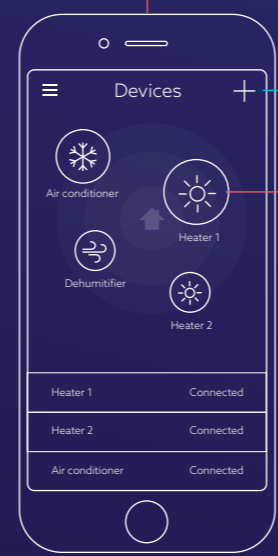 Devices
Air conditioner
Heater 1
Dehumitifier
Heater 2
Heater 1 Connected
Heater 2 Connected
Air conditioner Connected